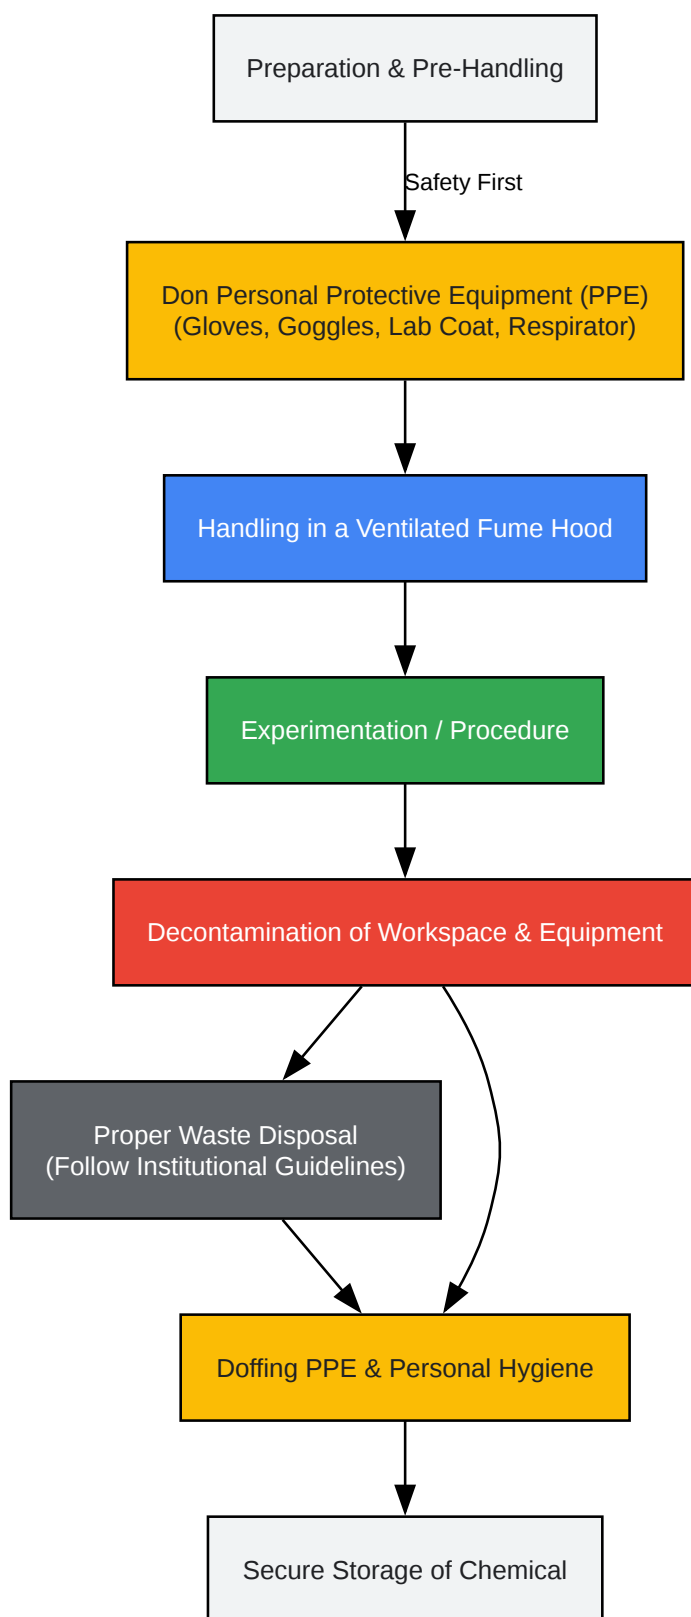 Preparation & Pre-Handling
Safety First
Don Personal Protective Equipment (PPE)
(Gloves, Goggles, Lab Coat, Respirator)
Handling in a Ventilated Fume Hood
Experimentation / Procedure
Decontamination of Workspace & Equipment
Proper Waste Disposal
(Follow Institutional Guidelines)
Doffing PPE & Personal Hygiene
Secure Storage of Chemical